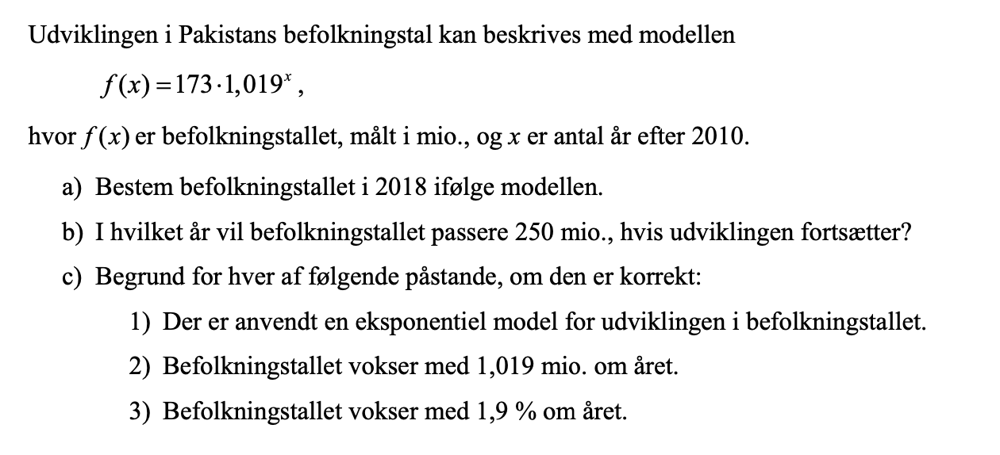 Udviklingen i Pakistans befolkningstal kan beskrives med modellen
f(x) = 173 · 1,019ˣ ,
hvor f(x) er befolkningstallet, målt i mio., og x er antal år efter 2010.
a) Bestem befolkningstallet i 2018 ifølge modellen.
b) I hvilket år vil befolkningstallet passere 250 mio., hvis udviklingen fortsætter?
c) Begrund for hver af følgende påstande, om den er korrekt:
1) Der er anvendt en eksponentiel model for udviklingen i befolkningstallet.
2) Befolkningstallet vokser med 1,019 mio. om året.
3) Befolkningstallet vokser med 1,9 % om året.